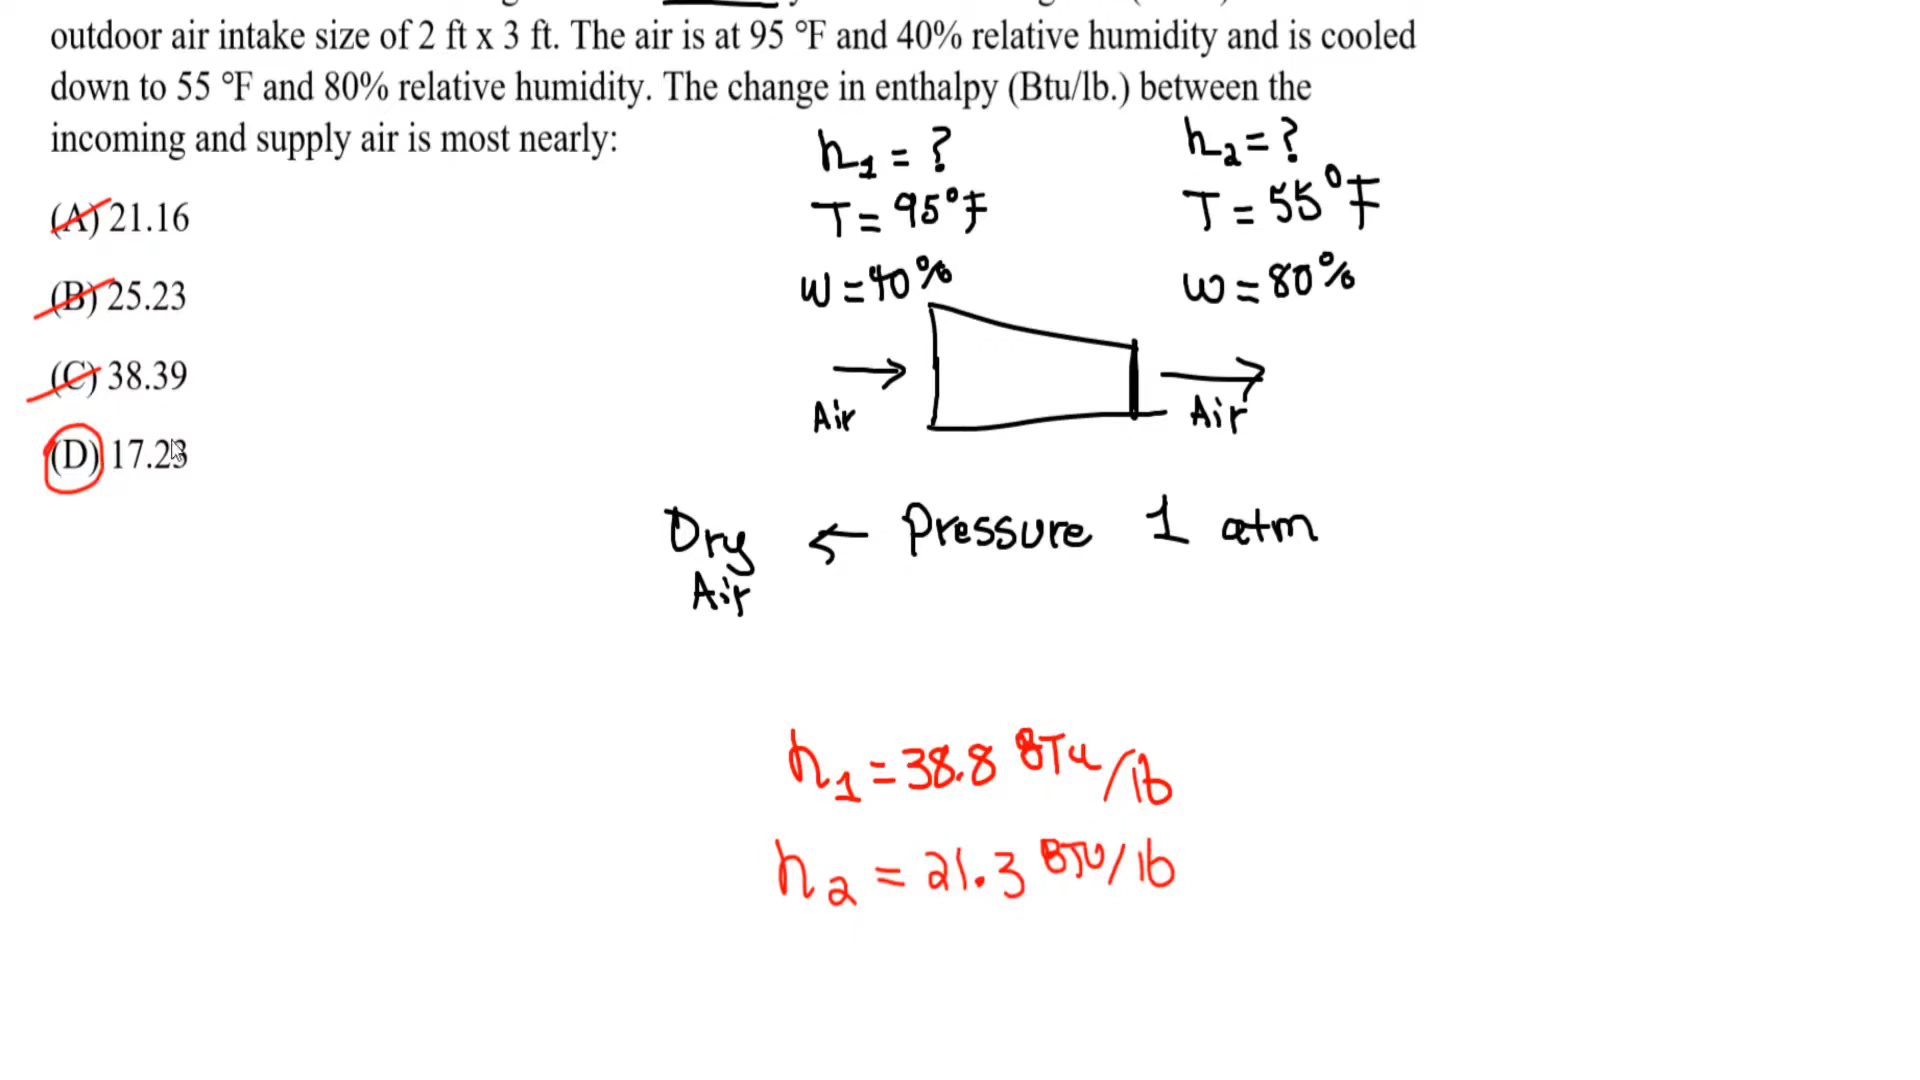 outdoor air intake size of 2 ft x 3 ft. The air is at 95 °F and 40% relative humidity and is cooled
down to 55 °F and 80% relative humidity. The change in enthalpy (Btu/lb.) between the
incoming and supply air is most nearly:
(A) 21.16
(B) 25.23
(C) 38.39
(D) 17.23
h1 = ?
T = 95°F
W = 40%
h2 = ?
T = 55°F
W = 80%
Air
Air
Dry Air ← Pressure 1 atm
h1 = 38.8 BTu/lb
h2 = 21.3 BTU/lb